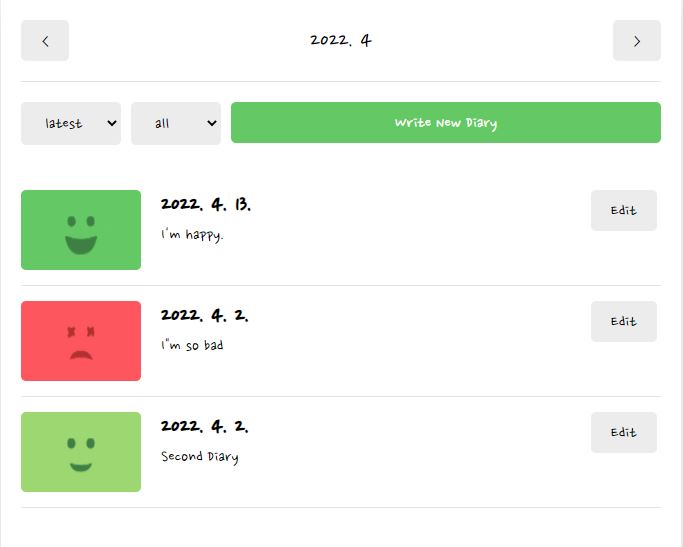 <
2022. 4
>
latest
all
Write New Diary
2022. 4. 13.
I'm happy.
Edit
2022. 4. 2.
I"m so bad
Edit
2022. 4. 2.
Second Diary
Edit